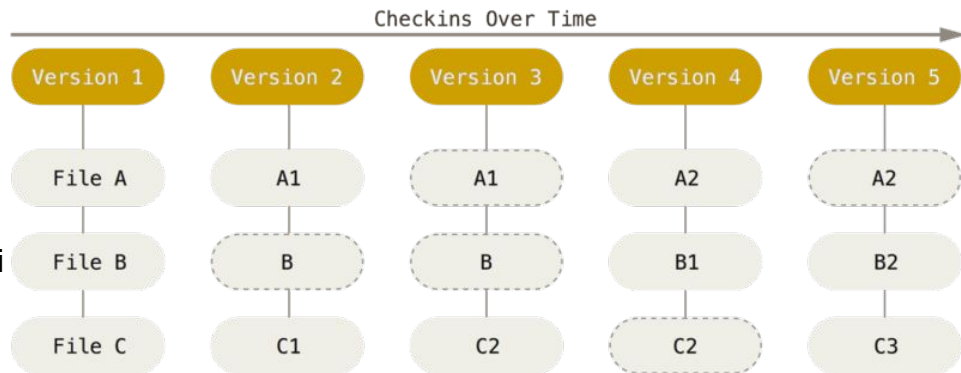 Checkins Over Time
Version 1 Version 2 Version 3 Version 4 Version 5
File A A1 A1 A2 A2
i File B B B B1 B2
File C C1 C2 C2 C3